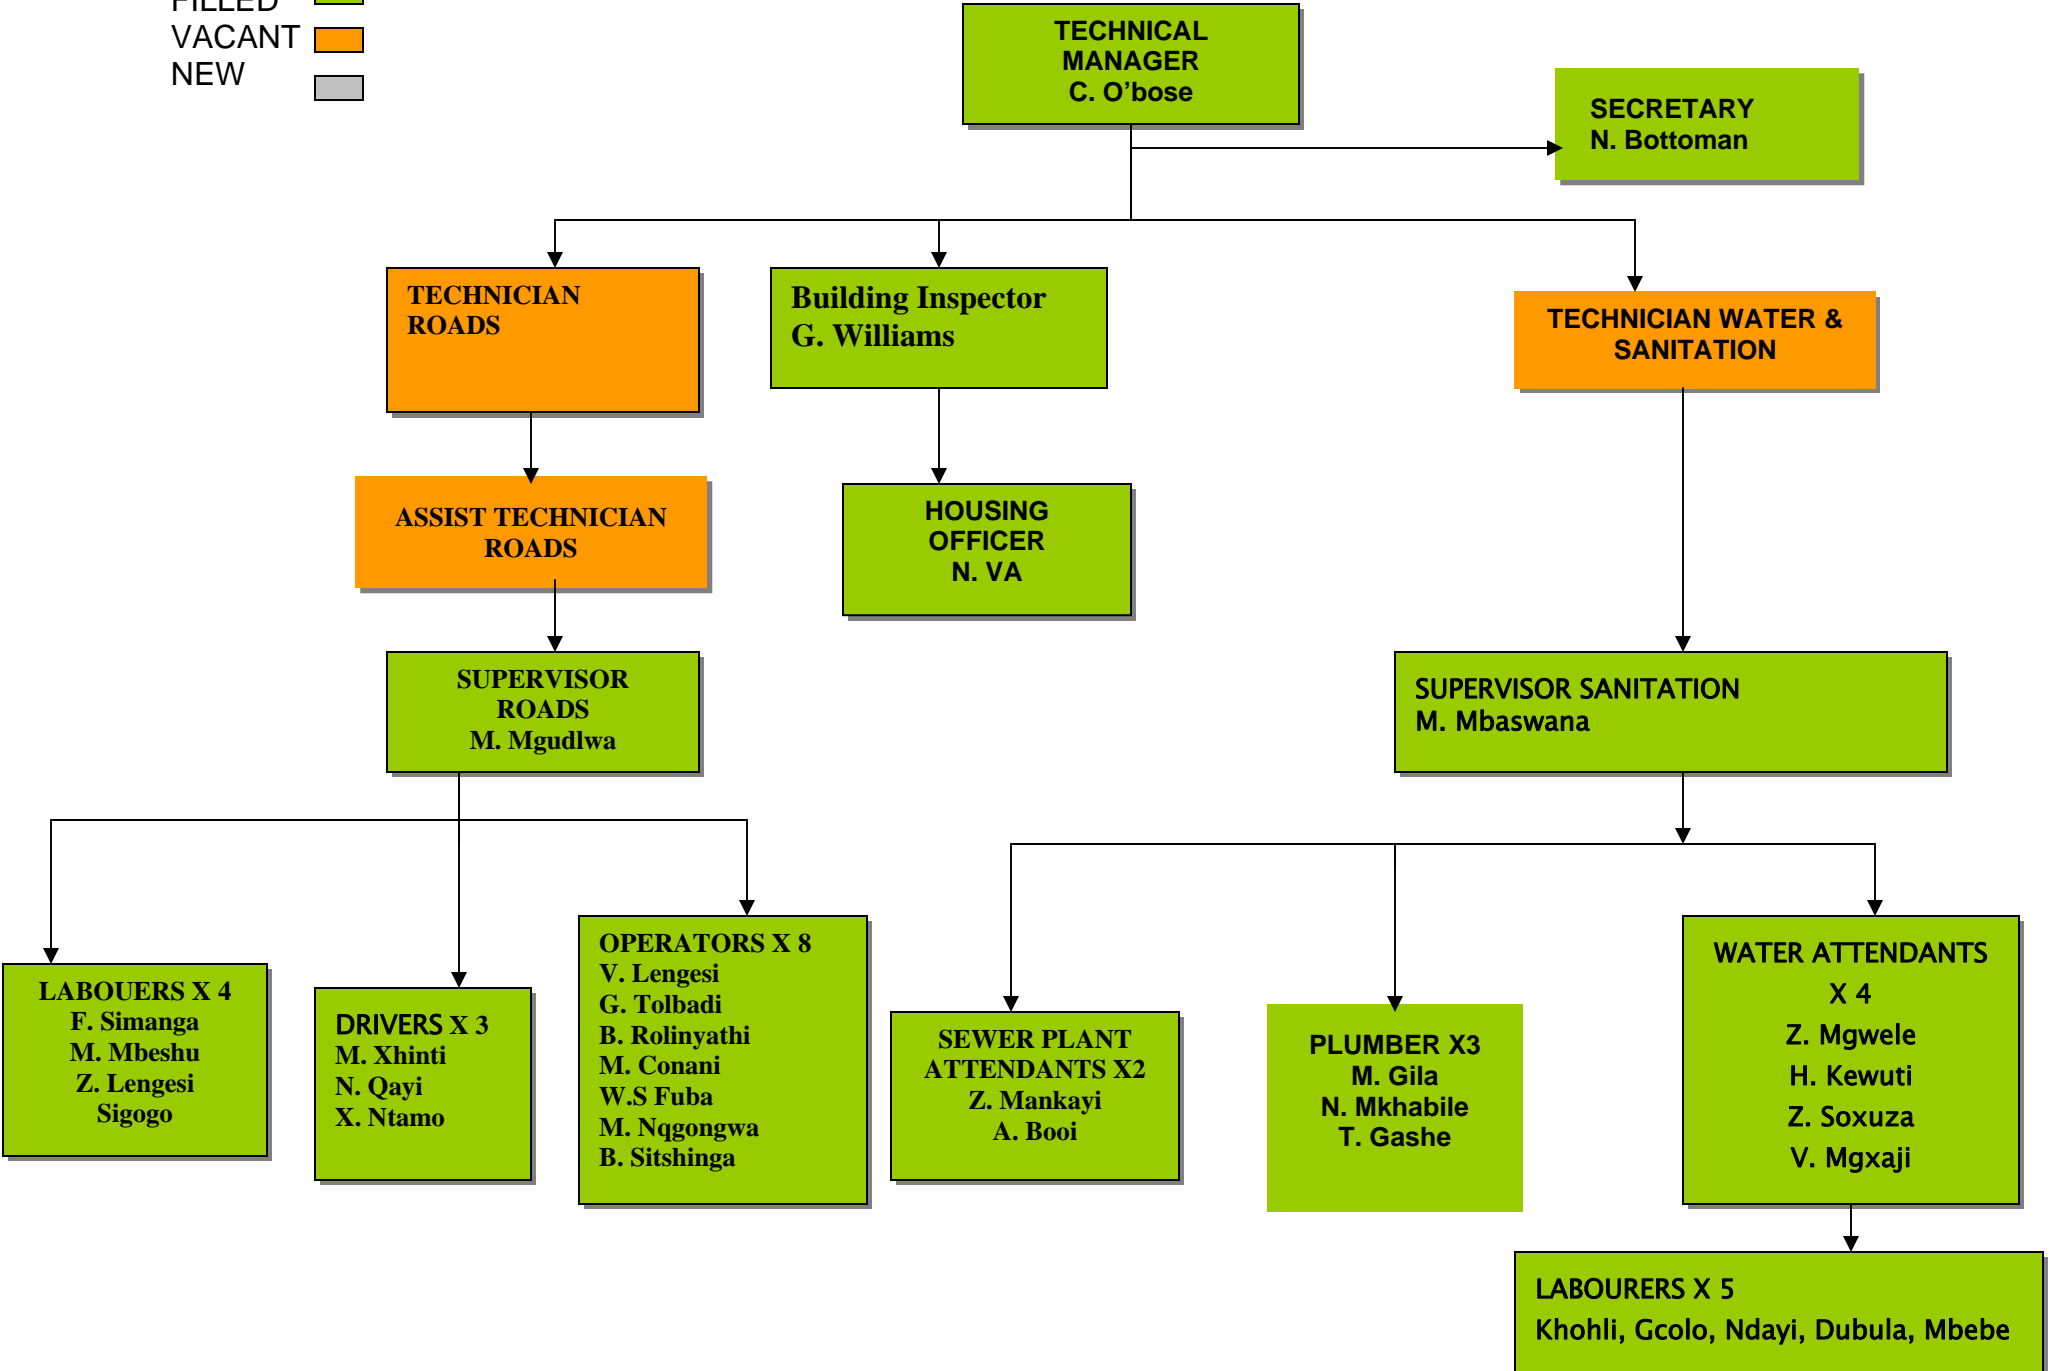 FILLED
VACANT
NEW
TECHNICAL
MANAGER
C. O'bose
SECRETARY
N. Bottoman
TECHNICIAN
ROADS
Building Inspector
G. Williams
TECHNICIAN WATER &
SANITATION
ASSIST TECHNICIAN
ROADS
HOUSING
OFFICER
N. VA
SUPERVISOR
ROADS
M. Mgudlwa
SUPERVISOR SANITATION
M. Mbaswana
LABOUERS X 4
F. Simanga
M. Mbeshu
Z. Lengesi
Sigogo
DRIVERS X 3
M. Xhinti
N. Qayi
X. Ntamo
OPERATORS X 8
V. Lengesi
G. Tolbadi
B. Rolinyathi
M. Conani
W.S Fuba
M. Nqgongwa
B. Sitshinga
SEWER PLANT
ATTENDANTS X2
Z. Mankayi
A. Booi
PLUMBER X3
M. Gila
N. Mkhabile
T. Gashe
WATER ATTENDANTS
X 4
Z. Mgwele
H. Kewuti
Z. Soxuza
V. Mgxaji
LABOURERS X 5
Khohli, Gcolo, Ndayi, Dubula, Mbebe